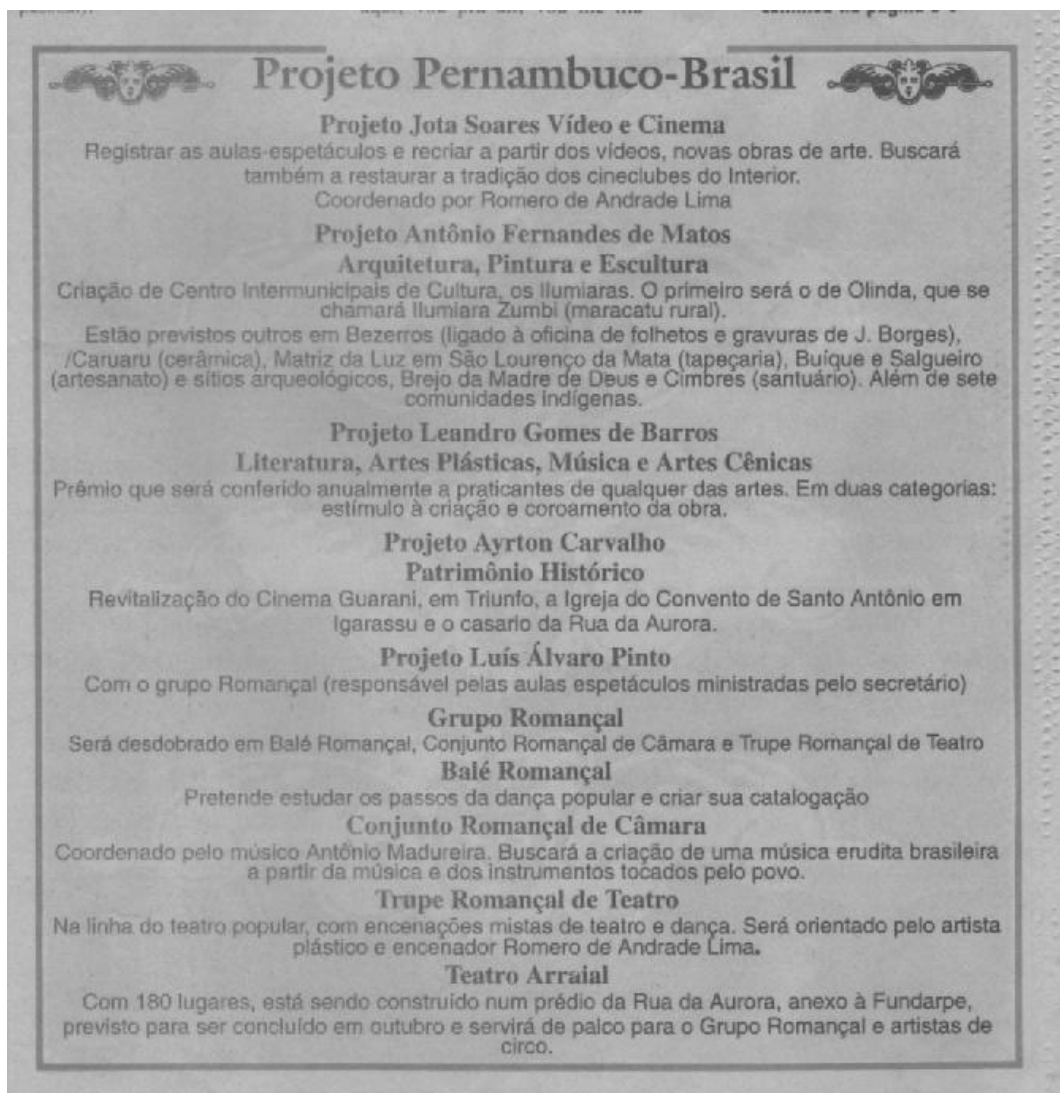 Projeto Pernambuco-Brasil
Projeto Jota Soares Vídeo e Cinema
Registrar as aulas-espetáculos e recriar a partir dos vídeos, novas obras de arte. Buscará
também a restaurar a tradição dos cineclubes do Interior.
Coordenado por Romero de Andrade Lima
Projeto Antônio Fernandes de Matos
Arquitetura, Pintura e Escultura
Criação de Centro Intermunicipais de Cultura, os Ilumiaras. O primeiro será o de Olinda, que se
chamará Ilumiara Zumbi (maracatu rural).
Estão previstos outros em Bezerros (ligado à oficina de folhetos e gravuras de J. Borges),
/Caruaru (cerâmica), Matriz da Luz em São Lourenço da Mata (tapeçaria), Buíque e Salgueiro
(artesanato) e sítios arqueológicos, Brejo da Madre de Deus e Cimbres (santuário). Além de sete
comunidades indígenas.
Projeto Leandro Gomes de Barros
Literatura, Artes Plásticas, Música e Artes Cênicas
Prêmio que será conferido anualmente a praticantes de qualquer das artes. Em duas categorias:
estímulo à criação e coroamento da obra.
Projeto Ayrton Carvalho
Patrimônio Histórico
Revitalização do Cinema Guarani, em Triunfo, a Igreja do Convento de Santo Antônio em
Igarassu e o casario da Rua da Aurora.
Projeto Luís Álvaro Pinto
Com o grupo Romançal (responsável pelas aulas espetáculos ministradas pelo secretário)
Grupo Romançal
Será desdobrado em Balé Romançal, Conjunto Romançal de Câmara e Trupe Romançal de Teatro
Balé Romançal
Pretende estudar os passos da dança popular e criar sua catalogação
Conjunto Romançal de Câmara
Coordenado pelo músico Antônio Madureira. Buscará a criação de uma música erudita brasileira
a partir da música e dos instrumentos tocados pelo povo.
Trupe Romançal de Teatro
Na linha do teatro popular, com encenações mistas de teatro e dança. Será orientado pelo artista
plástico e encenador Romero de Andrade Lima.
Teatro Arraial
Com 180 lugares, está sendo construído num prédio da Rua da Aurora, anexo à Fundarpe,
previsto para ser concluído em outubro e servirá de palco para o Grupo Romançal e artistas de
circo.